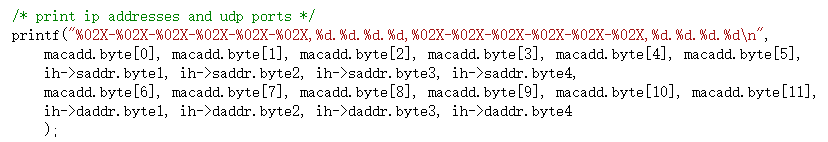 /* print ip addresses and udp ports */
printf("%02X-%02X-%02X-%02X-%02X-%02X,%d.%d.%d.%d,%02X-%02X-%02X-%02X-%02X-%02X,%d.%d.%d.%d\n",
macadd.byte[0], macadd.byte[1], macadd.byte[2], macadd.byte[3], macadd.byte[4], macadd.byte[5],
ih->saddr.byte1, ih->saddr.byte2, ih->saddr.byte3, ih->saddr.byte4,
macadd.byte[6], macadd.byte[7], macadd.byte[8], macadd.byte[9], macadd.byte[10], macadd.byte[11],
ih->daddr.byte1, ih->daddr.byte2, ih->daddr.byte3, ih->daddr.byte4
);